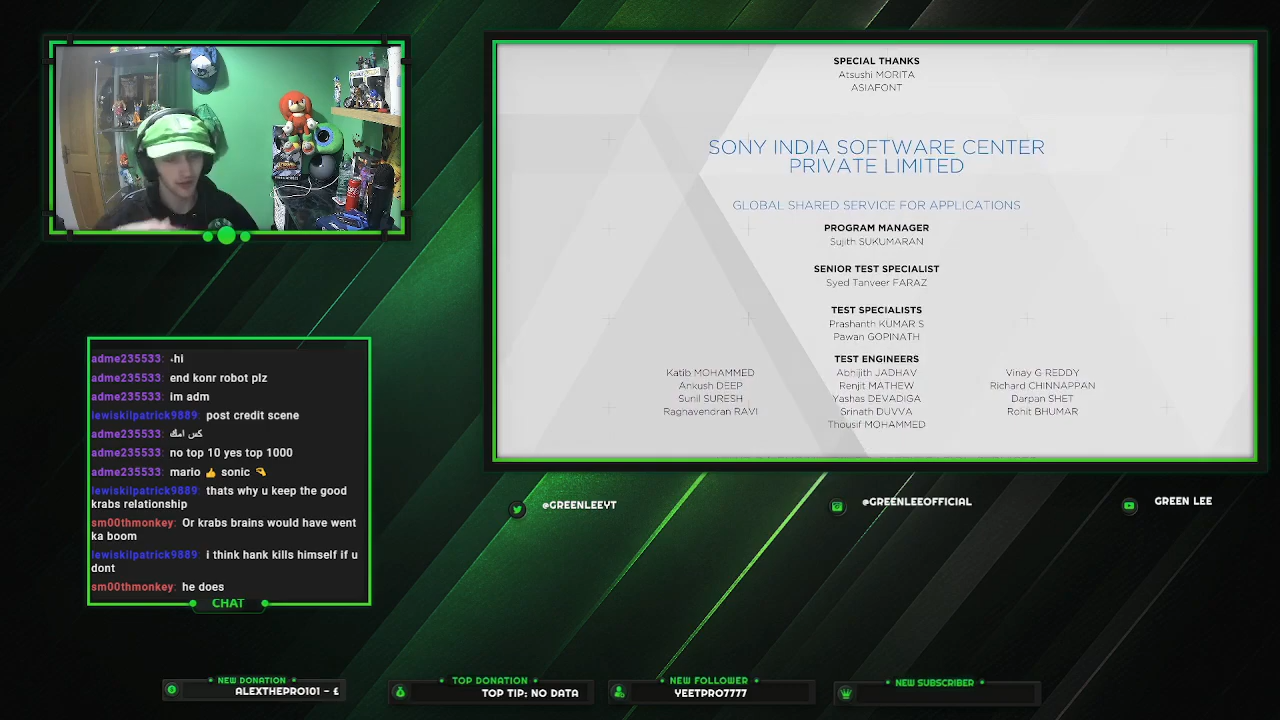 SPECIAL THANKS
Atsushi MORITA
ASIAFONT
SONY INDIA SOFTWARE CENTER
PRIVATE LIMITED
GLOBAL SHARED SERVICE FOR APPLICATIONS
PROGRAM MANAGER
Sujith SUKUMARAN
SENIOR TEST SPECIALIST
Syed Tanveer FARAZ
TEST SPECIALISTS
Prashanth KUMAR S
Pawan GOPINATH
TEST ENGINEERS
Katib MOHAMMED
Abhijith JADHAV
Vinay G REDDY
Ankush DEEP
Renjit MATHEW
Richard CHINNAPPAN
Sunil SURESH
Yashas DEVADIGA
Darpan SHET
Raghavendran RAVI
Srinath DUVVA
Rohit BHUMAR
Thousif MOHAMMED
adme235533: hi
adme235533: end konr robot plz
adme235533: im adm
lewiskilpatrick9889: post credit scene
adme235533: كس امك
adme235533: no top 10 yes top 1000
adme235533: mario 👍 sonic
lewiskilpatrick9889: thats why u keep the good
krabs relationship
sm00thmonkey: Or krabs brains would have went
ka boom
lewiskilpatrick9889: i think hank kills himself if u
dont
sm00thmonkey: he does
CHAT
@GREENLEEYT
@GREENLEEOFFICIAL
GREEN LEE
NEW DONATION
ALEXTHEPRO101 - £
TOP DONATION
TOP TIP: NO DATA
NEW FOLLOWER
YEETPRO7777
NEW SUBSCRIBER